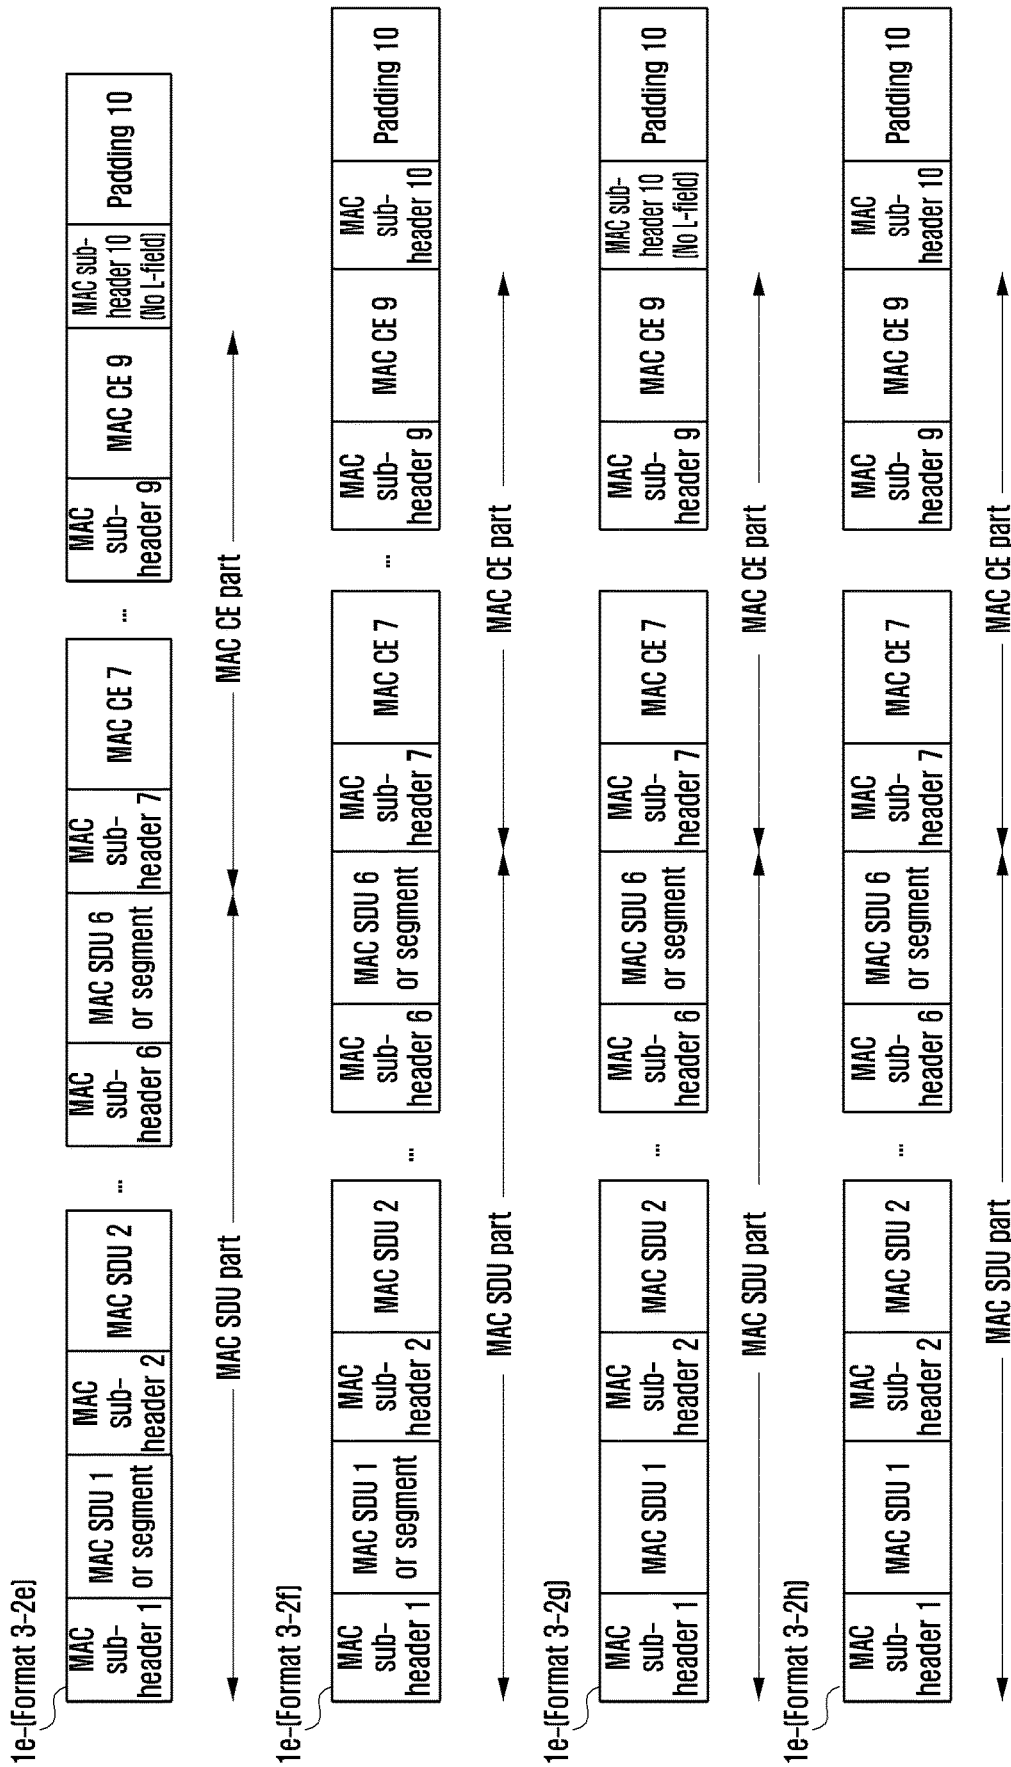 1e-(Format 3-2e)
MAC
sub-
header 1
MAC SDU 1
or segment
MAC
sub-
header 2
MAC SDU 2
...
MAC
sub-
header 6
MAC SDU 6
or segment
MAC
sub-
header 7
MAC CE 7
...
MAC
sub-
header 9
MAC CE 9
MAC sub-
header 10
(No L-field)
Padding 10
MAC SDU part
MAC CE part
1e-(Format 3-2f)
MAC
sub-
header 1
MAC SDU 1
or segment
MAC
sub-
header 2
MAC SDU 2
...
MAC
sub-
header 6
MAC SDU 6
or segment
MAC
sub-
header 7
MAC CE 7
...
MAC
sub-
header 9
MAC CE 9
MAC
sub-
header 10
Padding 10
MAC SDU part
MAC CE part
1e-(Format 3-2g)
MAC
sub-
header 1
MAC SDU 1
MAC
sub-
header 2
MAC SDU 2
...
MAC
sub-
header 6
MAC SDU 6
or segment
MAC
sub-
header 7
MAC CE 7
MAC
sub-
header 9
MAC CE 9
MAC sub-
header 10
(No L-field)
Padding 10
MAC SDU part
MAC CE part
1e-(Format 3-2h)
MAC
sub-
header 1
MAC SDU 1
MAC
sub-
header 2
MAC SDU 2
...
MAC
sub-
header 6
MAC SDU 6
or segment
MAC
sub-
header 7
MAC CE 7
MAC
sub-
header 9
MAC CE 9
MAC
sub-
header 10
Padding 10
MAC SDU part
MAC CE part